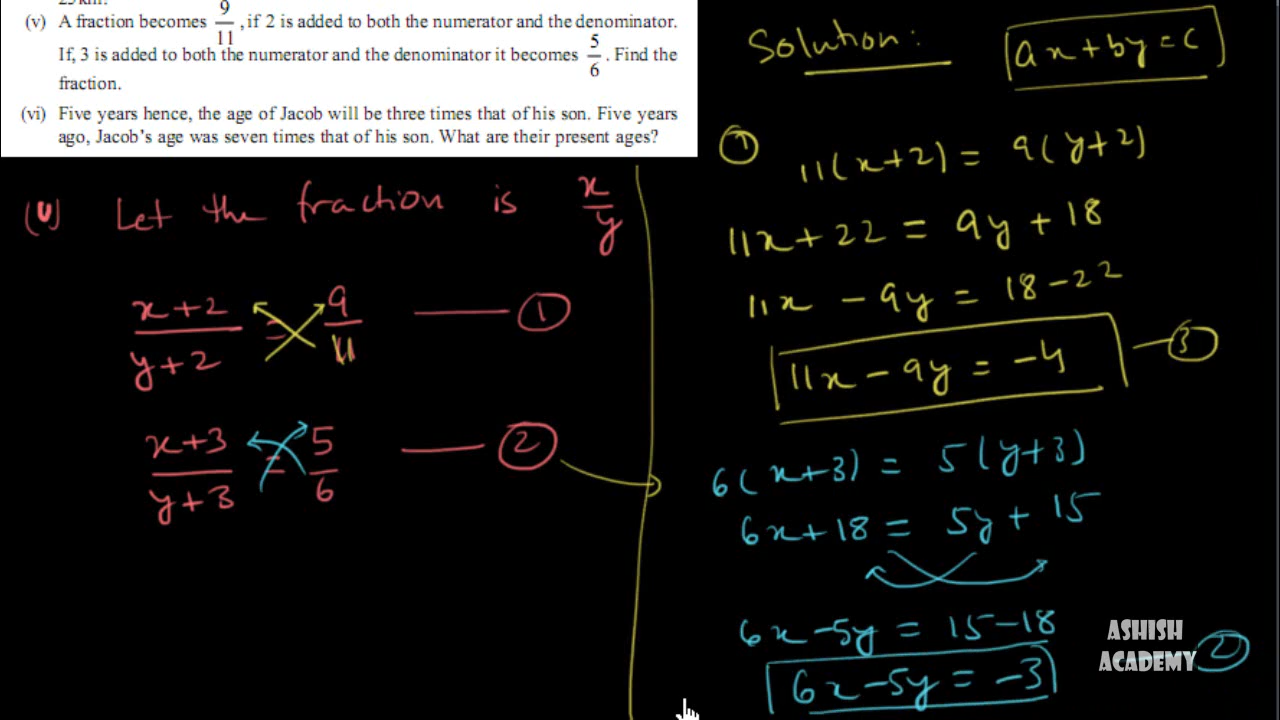 (v) A fraction becomes 9/11, if 2 is added to both the numerator and the denominator.
If, 3 is added to both the numerator and the denominator it becomes 5/6. Find the
fraction.
(vi) Five years hence, the age of Jacob will be three times that of his son. Five years
ago, Jacob's age was seven times that of his son. What are their present ages?
(v) Let the fraction is x/y
(x+2)/(y+2) = 9/11 —— ①
(x+3)/(y+3) = 5/6 —— ②
Solution:
ax+by=c
①
11(x+2) = 9(y+2)
11x+22 = 9y+18
11x - 9y = 18-22
11x - 9y = -4 — ③
6(x+3) = 5(y+3)
6x+18 = 5y+15
6x-5y = 15-18
6x-5y = -3
ASHISH
ACADEMY